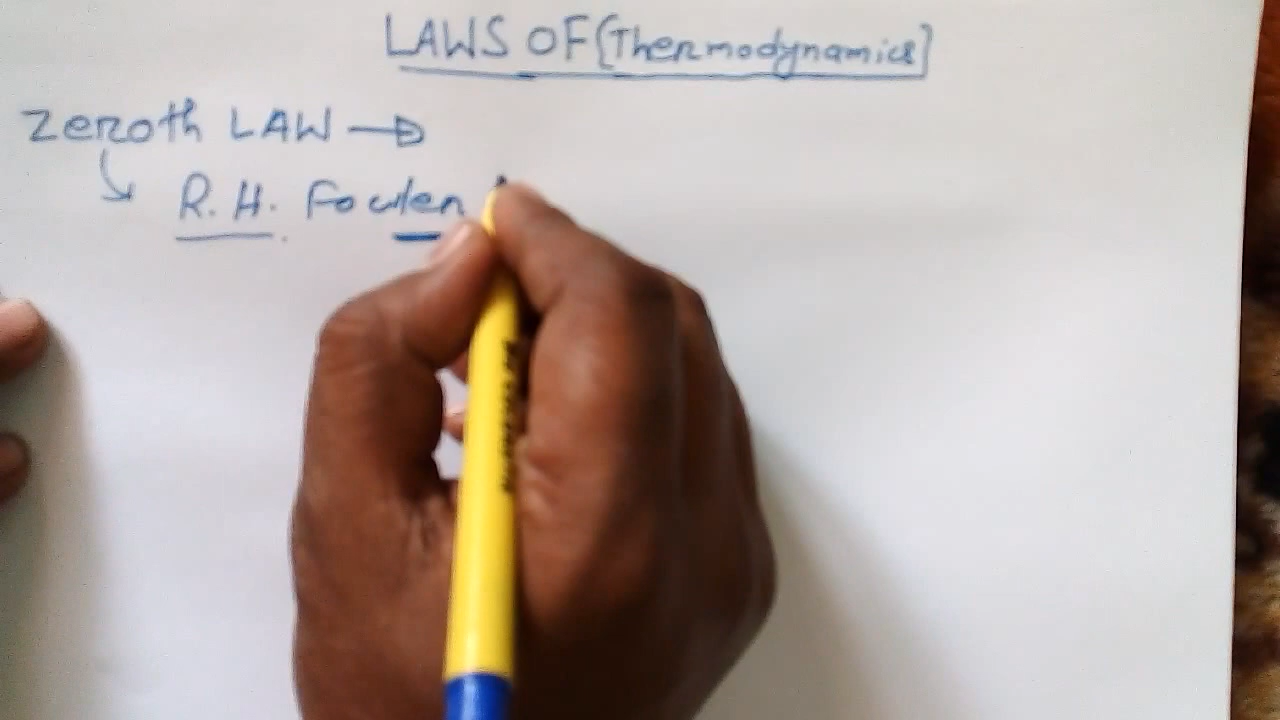 LAWS OF [Thermodynamics]
Zeroth LAW →
R. H. Fowler